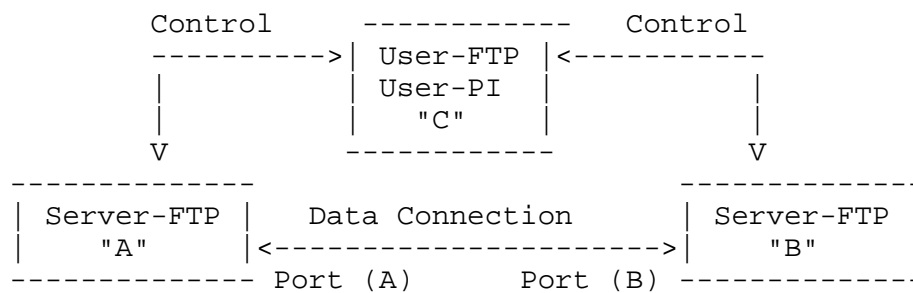 Control     ------------   Control
---------->| User-FTP |<-----------
|          | User-PI  |          |
|          |   "C"    |          |
V          ------------          V
--------------                        --------------
| Server-FTP |   Data Connection    | Server-FTP
|    "A"     |<-------------------->|    "B"
-------------- Port (A)      Port (B) --------------